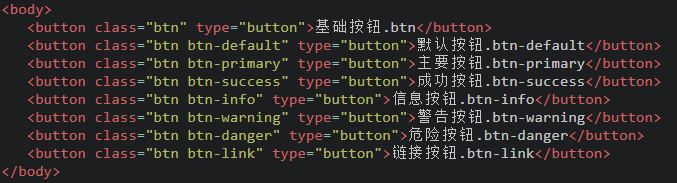 <body>
<button class="btn" type="button">基础按钮.btn</button>
<button class="btn btn-default" type="button">默认按钮.btn-default</button>
<button class="btn btn-primary" type="button">主要按钮.btn-primary</button>
<button class="btn btn-success" type="button">成功按钮.btn-success</button>
<button class="btn btn-info" type="button">信息按钮.btn-info</button>
<button class="btn btn-warning" type="button">警告按钮.btn-warning</button>
<button class="btn btn-danger" type="button">危险按钮.btn-danger</button>
<button class="btn btn-link" type="button">链接按钮.btn-link</button>
</body>